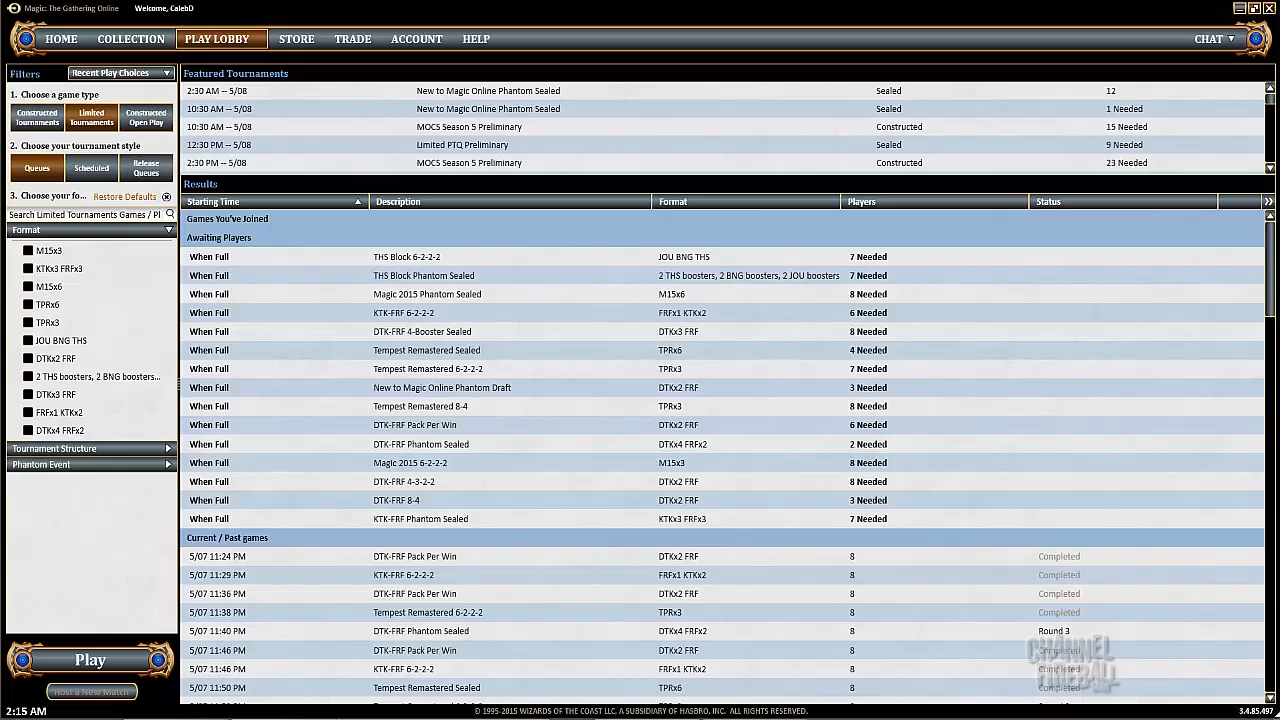 Magic: The Gathering Online Welcome, CalebD
HOME COLLECTION PLAY LOBBY STORE TRADE ACCOUNT HELP CHAT
Filters Recent Play Choices
1. Choose a game type
Constructed Tournaments Limited Tournaments Constructed Open Play
2. Choose your tournament style
Queues Scheduled Release Queues
3. Choose your fo... Restore Defaults
Search Limited Tournaments Games / Pl
Format
M15x3
KTKx3 FRFx3
M15x6
TPRx6
TPRx3
JOU BNG THS
DTKx2 FRF
2 THS boosters, 2 BNG boosters...
DTKx3 FRF
FRFx1 KTKx2
DTKx4 FRFx2
Tournament Structure
Phantom Event
Play
Host a New Match
2:15 AM
Featured Tournaments
2:30 AM -- 5/08 New to Magic Online Phantom Sealed Sealed 12
10:30 AM -- 5/08 New to Magic Online Phantom Sealed Sealed 1 Needed
10:30 AM -- 5/08 MOCS Season 5 Preliminary Constructed 15 Needed
12:30 PM -- 5/08 Limited PTQ Preliminary Sealed 9 Needed
2:30 PM -- 5/08 MOCS Season 5 Preliminary Constructed 23 Needed
Results
Starting Time Description Format Players Status
Games You've Joined
Awaiting Players
When Full THS Block 6-2-2-2 JOU BNG THS 7 Needed
When Full THS Block Phantom Sealed 2 THS boosters, 2 BNG boosters, 2 JOU boosters 7 Needed
When Full Magic 2015 Phantom Sealed M15x6 8 Needed
When Full KTK-FRF 6-2-2-2 FRFx1 KTKx2 6 Needed
When Full DTK-FRF 4-Booster Sealed DTKx3 FRF 8 Needed
When Full Tempest Remastered Sealed TPRx6 4 Needed
When Full Tempest Remastered 6-2-2-2 TPRx3 7 Needed
When Full New to Magic Online Phantom Draft DTKx2 FRF 3 Needed
When Full Tempest Remastered 8-4 TPRx3 8 Needed
When Full DTK-FRF Pack Per Win DTKx2 FRF 6 Needed
When Full DTK-FRF Phantom Sealed DTKx4 FRFx2 2 Needed
When Full Magic 2015 6-2-2-2 M15x3 8 Needed
When Full DTK-FRF 4-3-2-2 DTKx2 FRF 8 Needed
When Full DTK-FRF 8-4 DTKx2 FRF 3 Needed
When Full KTK-FRF Phantom Sealed KTKx3 FRFx3 7 Needed
Current / Past games
5/07 11:24 PM DTK-FRF Pack Per Win DTKx2 FRF 8 Completed
5/07 11:29 PM KTK-FRF 6-2-2-2 FRFx1 KTKx2 8 Completed
5/07 11:36 PM DTK-FRF Pack Per Win DTKx2 FRF 8 Completed
5/07 11:38 PM Tempest Remastered 6-2-2-2 TPRx3 8 Completed
5/07 11:40 PM DTK-FRF Phantom Sealed DTKx4 FRFx2 8 Round 3
5/07 11:46 PM DTK-FRF Pack Per Win DTKx2 FRF 8 Completed
5/07 11:46 PM KTK-FRF 6-2-2-2 FRFx1 KTKx2 8 Completed
5/07 11:50 PM Tempest Remastered Sealed TPRx6 8 Completed
CHANNEL
FIREBALL
© 1995-2015 WIZARDS OF THE COAST LLC, A SUBSIDIARY OF HASBRO, INC. ALL RIGHTS RESERVED. 3.4.85.497